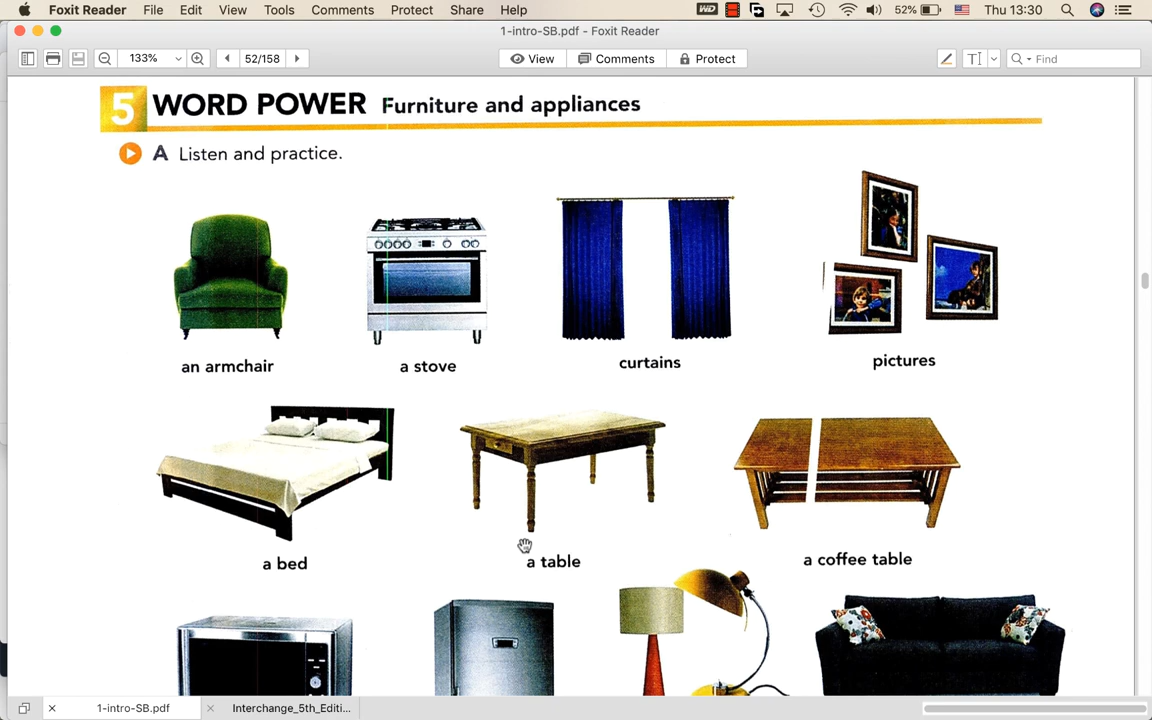 Foxit Reader File Edit View Tools Comments Protect Share Help 52% Thu 13:30
1-intro-SB.pdf - Foxit Reader
133% 52/158 View Comments Protect Find
5 WORD POWER Furniture and appliances
A Listen and practice.
an armchair a stove curtains pictures
a bed a table a coffee table
1-intro-SB.pdf Interchange_5th_Editi...